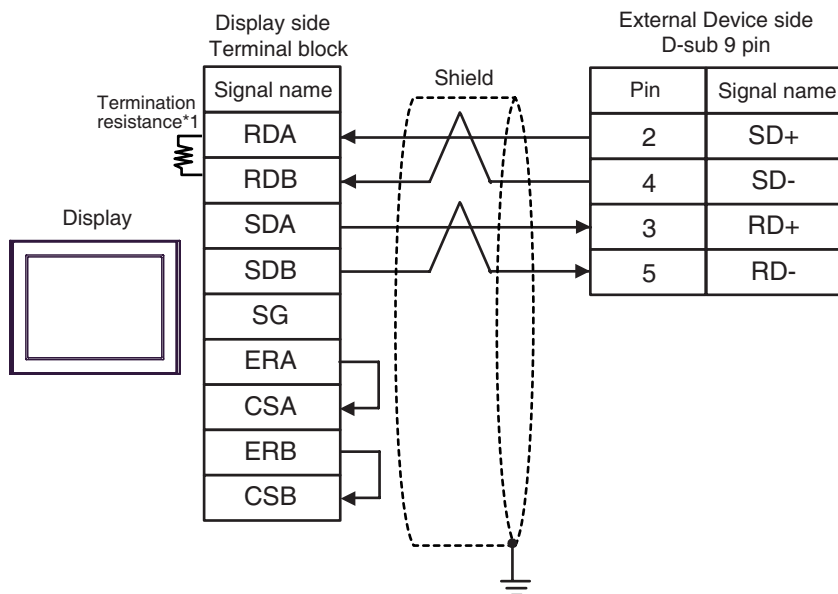 Display side
Terminal block
External Device side
D-sub 9 pin
Shield
Termination
resistance*1
Display
Signal name
RDA
RDB
SDA
SDB
SG
ERA
CSA
ERB
CSB
Pin Signal name
2 SD+
4 SD-
3 RD+
5 RD-